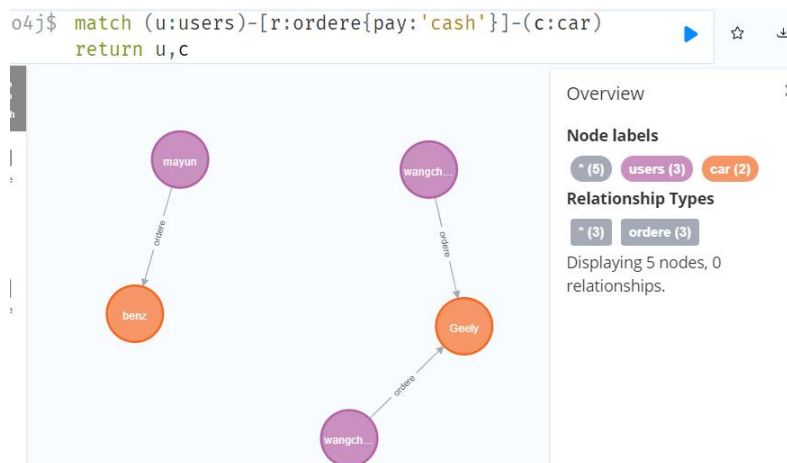 o4j$ match (u:users)-[r:ordere{pay:'cash'}]-(c:car)
return u,c
Overview
Node labels
* (5) users (3) car (2)
Relationship Types
* (3) ordere (3)
Displaying 5 nodes, 0
relationships.
mayun
wangch...
ordere
ordere
benz
Geely
ordere
wangch...